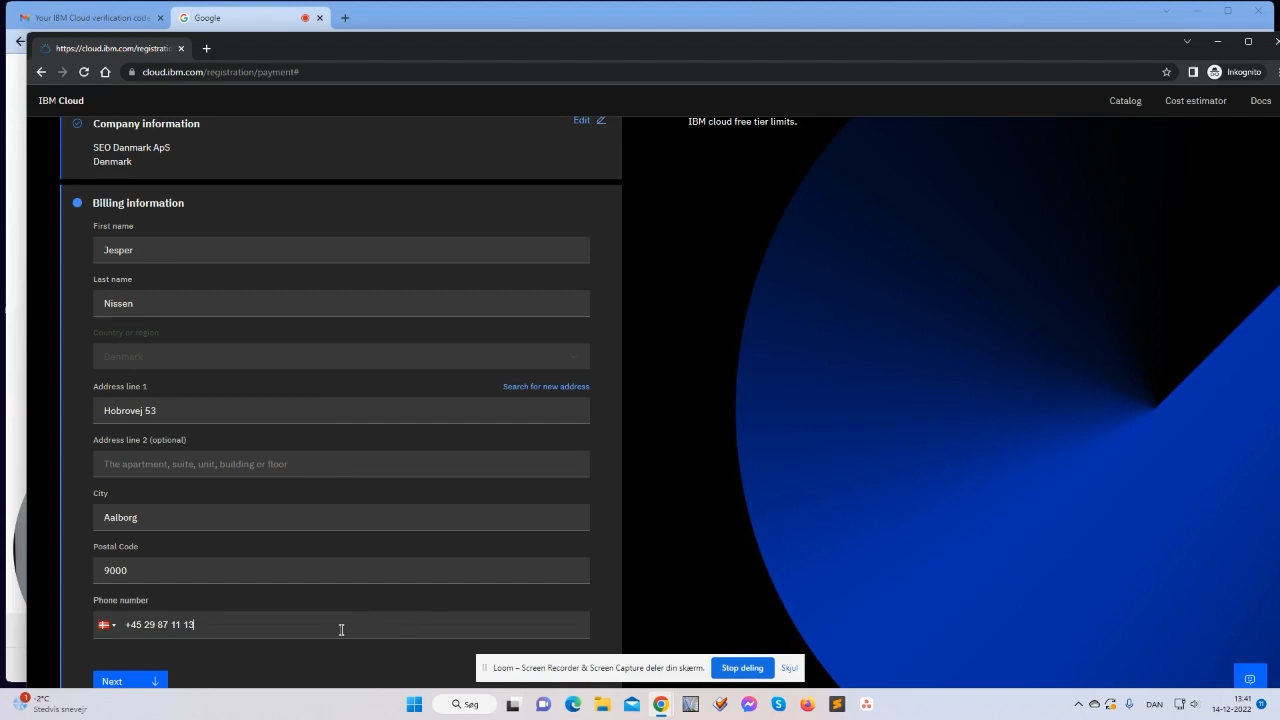 Your IBM Cloud verification code
Google
https://cloud.ibm.com/registratio
cloud.ibm.com/registration/payment#
Inkognito
IBM Cloud
Catalog
Cost estimator
Docs
Company information
Edit
IBM cloud free tier limits.
SEO Danmark ApS
Denmark
Billing information
First name
Jesper
Last name
Nissen
Country or region
Denmark
Address line 1
Search for new address
Hobrovej 53
Address line 2 (optional)
The apartment, suite, unit, building or floor
City
Aalborg
Postal Code
9000
Phone number
+45 29 87 11 13
Loom – Screen Recorder & Screen Capture deler din skærm.
Stop deling
Skjul
Next
1
-2°C
Stedvis snevejr
Søg
DAN
13:41
14-12-2022